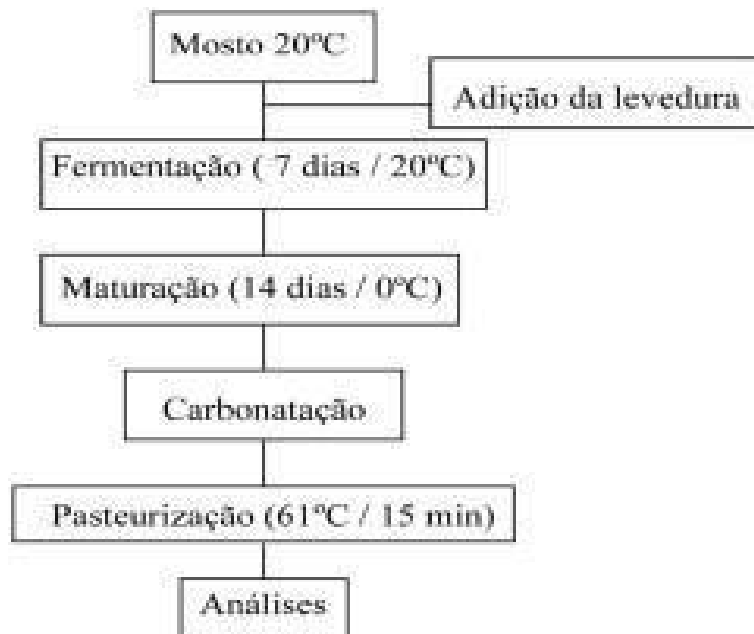 Mosto 20ºC
Adição da levedura
Fermentação ( 7 dias / 20ºC)
Maturação (14 dias / 0ºC)
Carbonatação
Pasteurização (61ºC / 15 min)
Análises